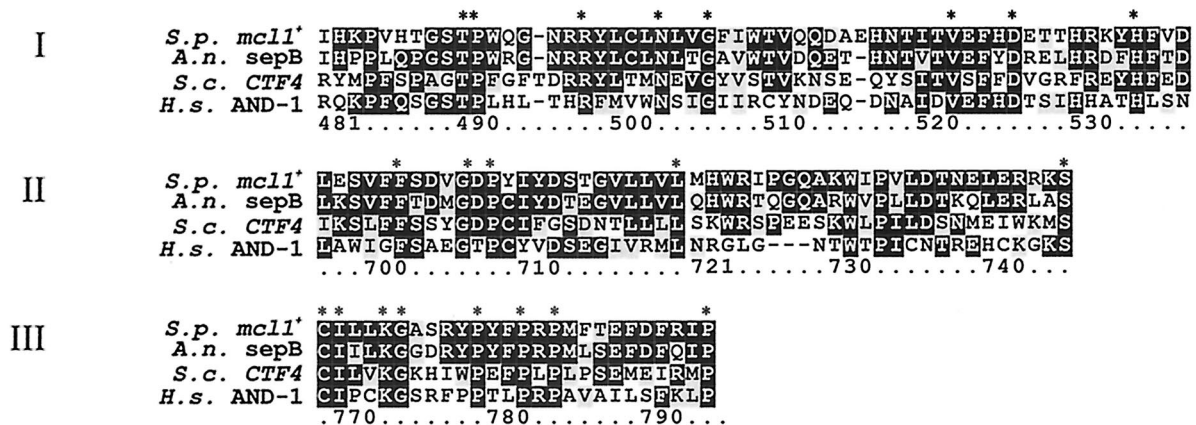 * * * * * * * *
I S.p. mcl1+ IHKPVHTGSTPWQG-NRRYLCLNLVGFIWTVQQDAEHNTITVEFHDETTHRKYHFVD
A.n. sepB IHPPLQPGSTPWRG-NRRYLCLNLTGAVWTVDQET-HNTVTVEFYDRELHRDFHFTD
S.c. CTF4 RYMPFSPAGTPFGFTDRRYLTMNEVGYVSTVKNSE-QYSITVSFFDVGRFREYHFED
H.s. AND-1 RQKPFQSGSTPLHL-THRFMVWNSIGIIRCYNDEQ-DNAIDVEFHDTSIHHATHLSN
481......490.........500.........510.........520.........530.....
* * * * *
II S.p. mcl1+ LESVFFFSDVGDPYIYDSTGVLLVLMHWRIPGQAKWIPVLDTNELERRKS
A.n. sepB LKSVFFTDMGDPCIYDTEGVLLVLQHWRTQGQARWVPLLDTKQLERLAS
S.c. CTF4 IKSLFFSSYGDPCIFGSDNTLLLLSKWRSPEESKWLPILDSNMEIWKMS
H.s. AND-1 LAWIGFSAEGTPCYVDSEGIVRMLNRGLG---NTWTPICNTREHCKGKS
...700.......710.........721.......730.........740...
** ** * * * *
III S.p. mcl1+ CILLKGASRYPYFPRPMFTEFDFRIP
A.n. sepB CIILKGGDRYPYFPRPMLSEFDFQIP
S.c. CTF4 CILVKGKHIWPEFPLPLPSEMEIRMP
H.s. AND-1 CIPCKGSRFPPTLPRPAVAILSFKLP
.770.......780........790...